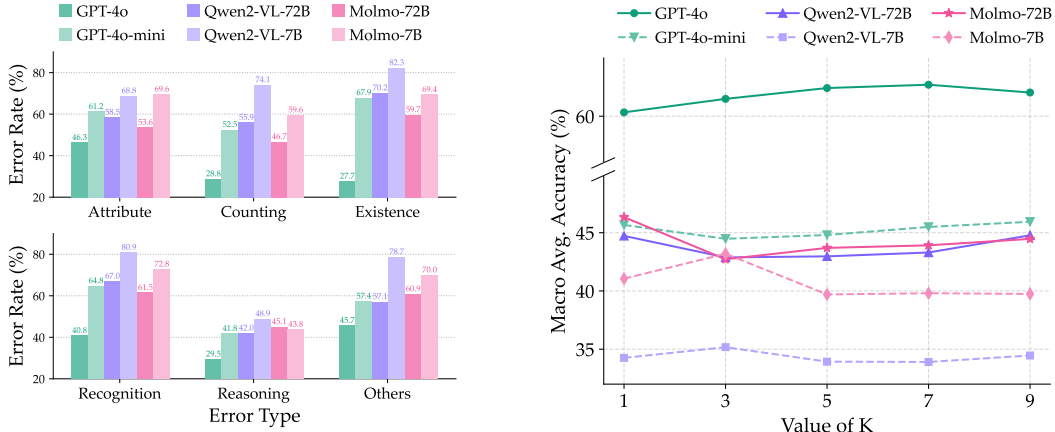 GPT-4o Qwen2-VL-72B Molmo-72B
GPT-4o-mini Qwen2-VL-7B Molmo-7B
Error Rate (%)
80
60
40
20
46.3 61.2 58.5 68.8 53.6 69.6
28.8 52.5 55.9 74.1 46.7 59.6
27.7 67.9 70.2 82.3 59.7 69.4
Attribute Counting Existence
Error Rate (%)
80
60
40
20
40.8 64.8 67.0 80.9 61.5 72.8
29.5 41.8 42.0 48.9 45.1 43.8
45.7 57.4 57.1 78.7 60.9 70.0
Recognition Reasoning Others
Error Type
GPT-4o Qwen2-VL-72B Molmo-72B
GPT-4o-mini Qwen2-VL-7B Molmo-7B
Macro Avg. Accuracy (%)
60
45
40
35
1 3 5 7 9
Value of K